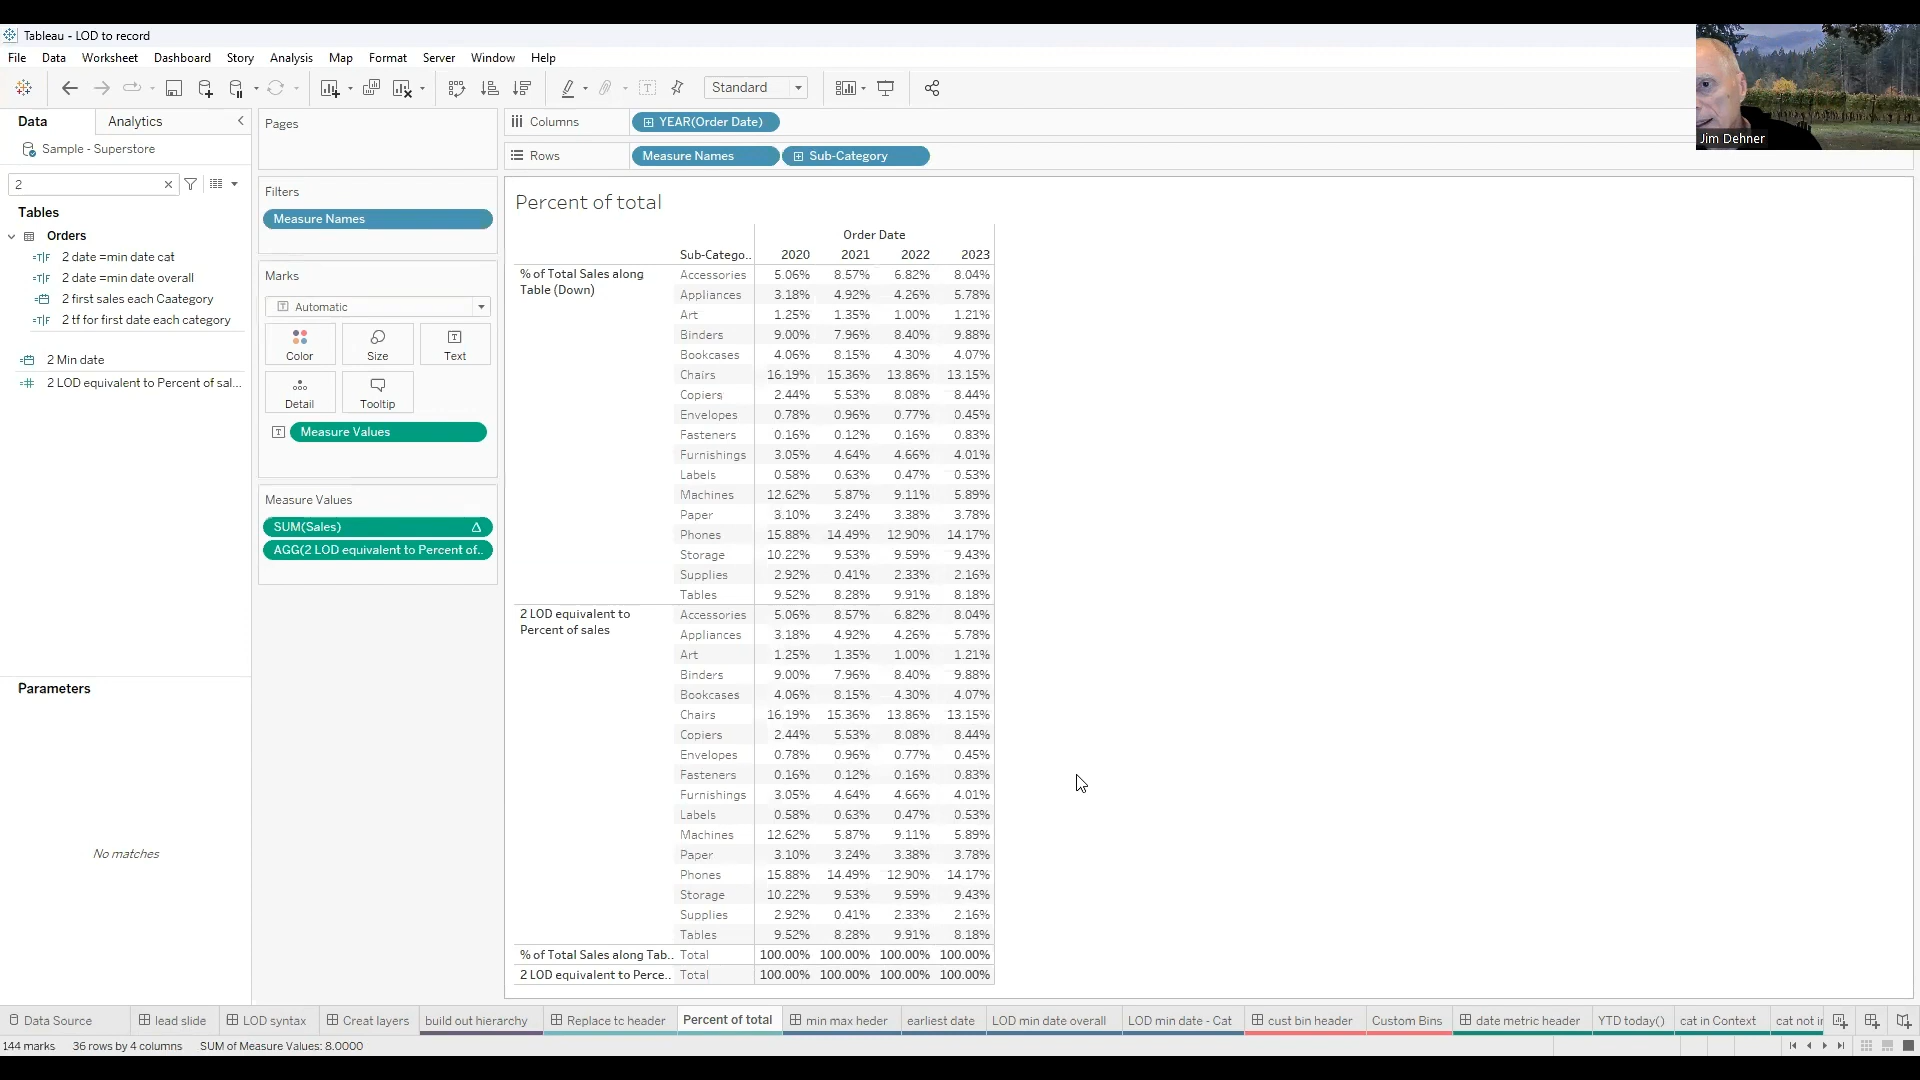 Tableau - LOD to record
File Data Worksheet Dashboard Story Analysis Map Format Server Window Help
Standard
Jim Dehner
Data Analytics
Sample - Superstore
2
Tables
Orders
2 date =min date cat
2 date =min date overall
2 first sales each Caategory
2 tf for first date each category
2 Min date
2 LOD equivalent to Percent of sal...
Parameters
No matches
Pages
Filters
Measure Names
Marks
Automatic
Color Size Text
Detail Tooltip
Measure Values
Measure Values
SUM(Sales)
AGG(2 LOD equivalent to Percent of..
Columns YEAR(Order Date)
Rows Measure Names Sub-Category
Percent of total
Order Date
Sub-Catego.. 2020 2021 2022 2023
% of Total Sales along Accessories 5.06% 8.57% 6.82% 8.04%
Table (Down) Appliances 3.18% 4.92% 4.26% 5.78%
Art 1.25% 1.35% 1.00% 1.21%
Binders 9.00% 7.96% 8.40% 9.88%
Bookcases 4.06% 8.15% 4.30% 4.07%
Chairs 16.19% 15.36% 13.86% 13.15%
Copiers 2.44% 5.53% 8.08% 8.44%
Envelopes 0.78% 0.96% 0.77% 0.45%
Fasteners 0.16% 0.12% 0.16% 0.83%
Furnishings 3.05% 4.64% 4.66% 4.01%
Labels 0.58% 0.63% 0.47% 0.53%
Machines 12.62% 5.87% 9.11% 5.89%
Paper 3.10% 3.24% 3.38% 3.78%
Phones 15.88% 14.49% 12.90% 14.17%
Storage 10.22% 9.53% 9.59% 9.43%
Supplies 2.92% 0.41% 2.33% 2.16%
Tables 9.52% 8.28% 9.91% 8.18%
2 LOD equivalent to Accessories 5.06% 8.57% 6.82% 8.04%
Percent of sales Appliances 3.18% 4.92% 4.26% 5.78%
Art 1.25% 1.35% 1.00% 1.21%
Binders 9.00% 7.96% 8.40% 9.88%
Bookcases 4.06% 8.15% 4.30% 4.07%
Chairs 16.19% 15.36% 13.86% 13.15%
Copiers 2.44% 5.53% 8.08% 8.44%
Envelopes 0.78% 0.96% 0.77% 0.45%
Fasteners 0.16% 0.12% 0.16% 0.83%
Furnishings 3.05% 4.64% 4.66% 4.01%
Labels 0.58% 0.63% 0.47% 0.53%
Machines 12.62% 5.87% 9.11% 5.89%
Paper 3.10% 3.24% 3.38% 3.78%
Phones 15.88% 14.49% 12.90% 14.17%
Storage 10.22% 9.53% 9.59% 9.43%
Supplies 2.92% 0.41% 2.33% 2.16%
Tables 9.52% 8.28% 9.91% 8.18%
% of Total Sales along Tab.. Total 100.00% 100.00% 100.00% 100.00%
2 LOD equivalent to Perce.. Total 100.00% 100.00% 100.00% 100.00%
Data Source lead slide LOD syntax Creat layers build out hierarchy Replace tc header Percent of total min max heder earliest date LOD min date overall LOD min date - Cat cust bin header Custom Bins date metric header YTD today() cat in Context cat not i
144 marks 36 rows by 4 columns SUM of Measure Values: 8.0000